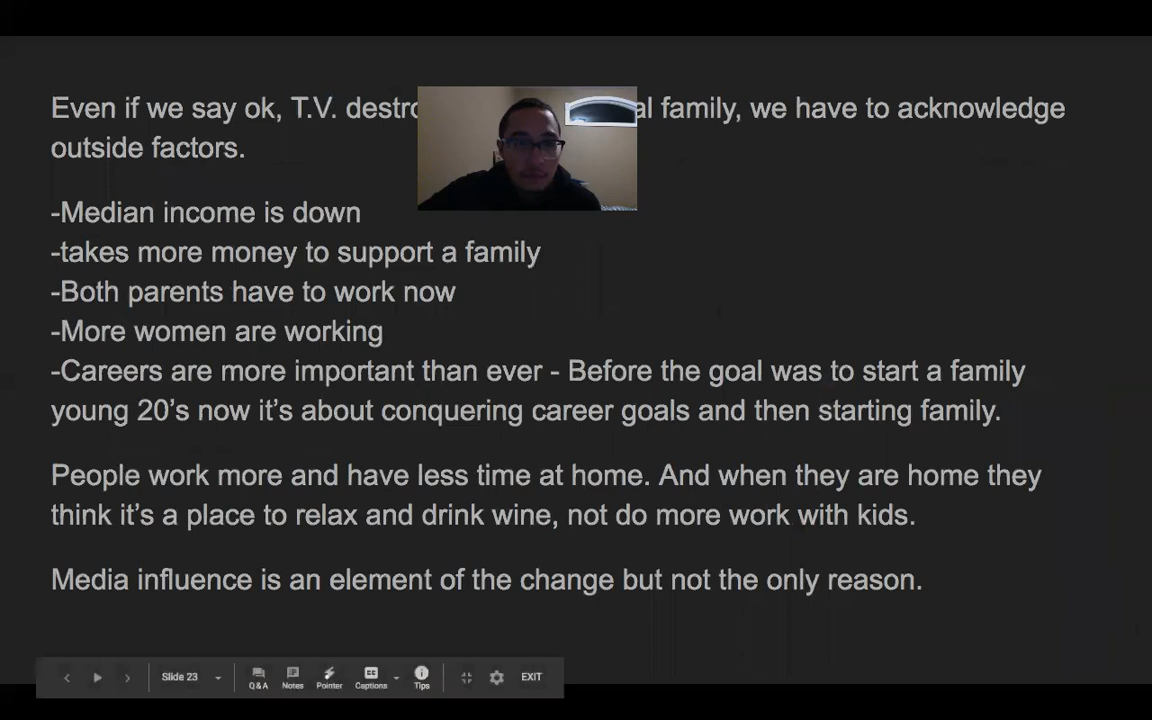 Even if we say ok, T.V. family, we have to acknowledge
outside factors.
-Median income is down
-takes more money to support a family
-Both parents have to work now
-More women are working
-Careers are more important than ever - Before the goal was to start a family
young 20's now it's about conquering career goals and then starting family.
People work more and have less time at home. And when they are home they
think it's a place to relax and drink wine, not do more work with kids.
Media influence is an element of the change but not the only reason.
Slide 23
Q&A
Notes
Pointer
CC
Captions
Tips
EXIT